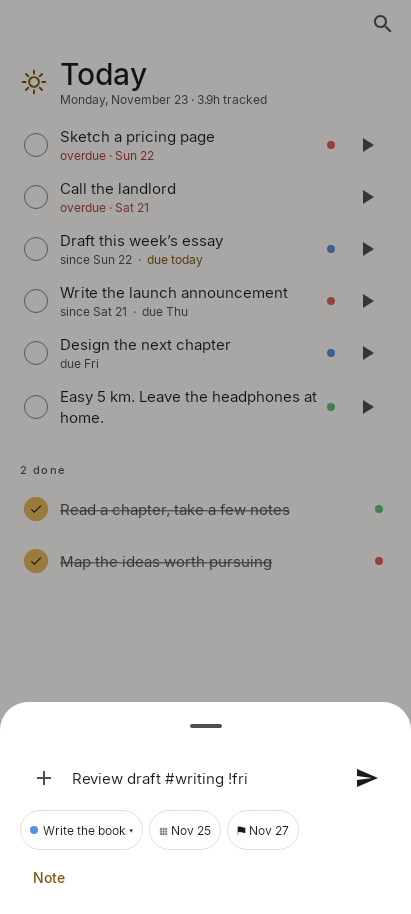 Today
Monday, November 23 · 3.9h tracked
Sketch a pricing page
overdue · Sun 22
Call the landlord
overdue · Sat 21
Draft this week’s essay
since Sun 22 · due today
Write the launch announcement
since Sat 21 · due Thu
Design the next chapter
due Fri
Easy 5 km. Leave the headphones at
home.
2 done
Read a chapter, take a few notes
Map the ideas worth pursuing
Review draft #writing !fri
Write the book
Nov 25
Nov 27
Note